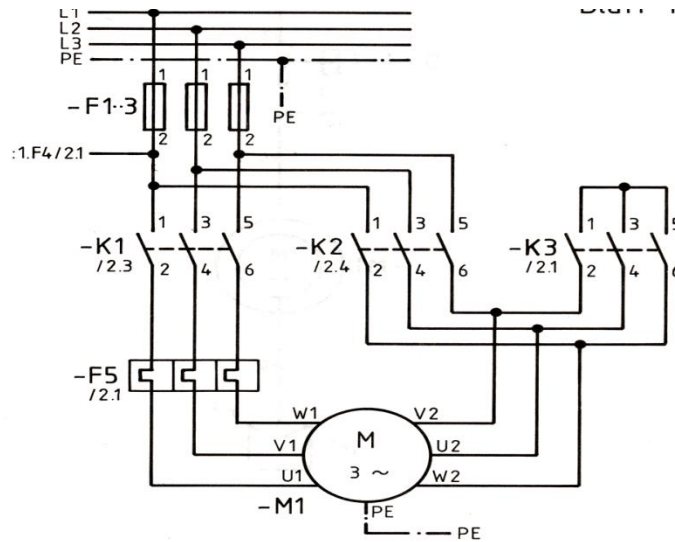 L1
L2
L3
PE
-F1··3
1 1 1
2 2 2
PE
:1.F4/2.1
-K1
/2.3
1 3 5
2 4 6
-K2
/2.4
1 3 5
2 4 6
-K3
/2.1
1 3 5
2 4 6
-F5
/2.1
W1
V1
U1
M
3 ~
V2
U2
W2
-M1
PE
PE